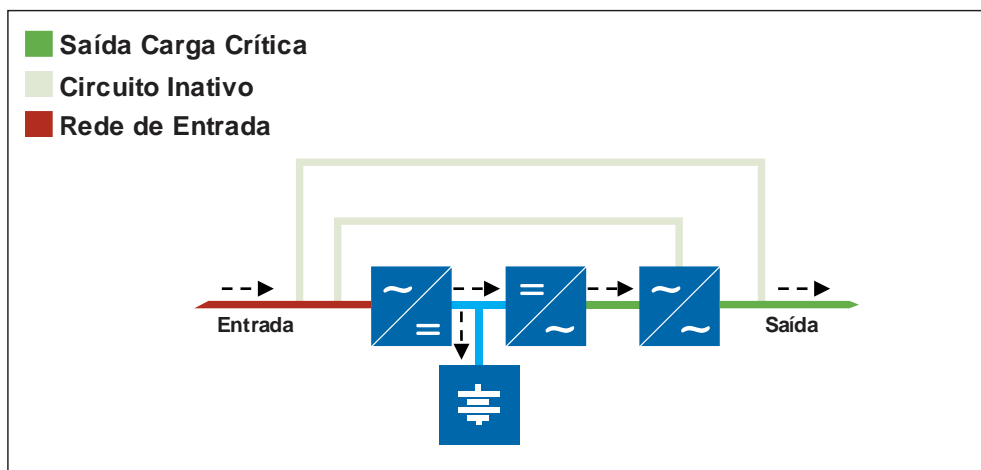 Saída Carga Crítica
Circuito Inativo
Rede de Entrada
Entrada
Saída